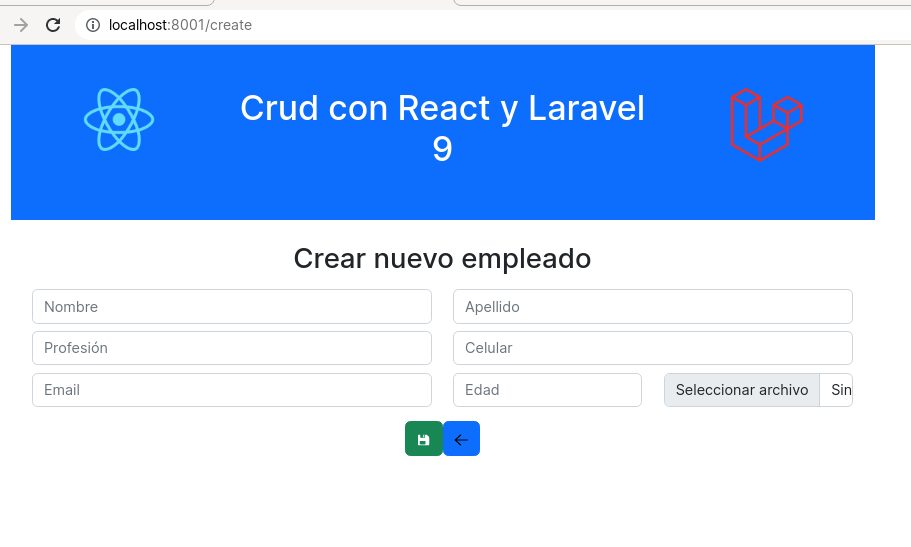 localhost:8001/create
Crud con React y Laravel
9
Crear nuevo empleado
Nombre
Apellido
Profesión
Celular
Email
Edad
Seleccionar archivo
Sin